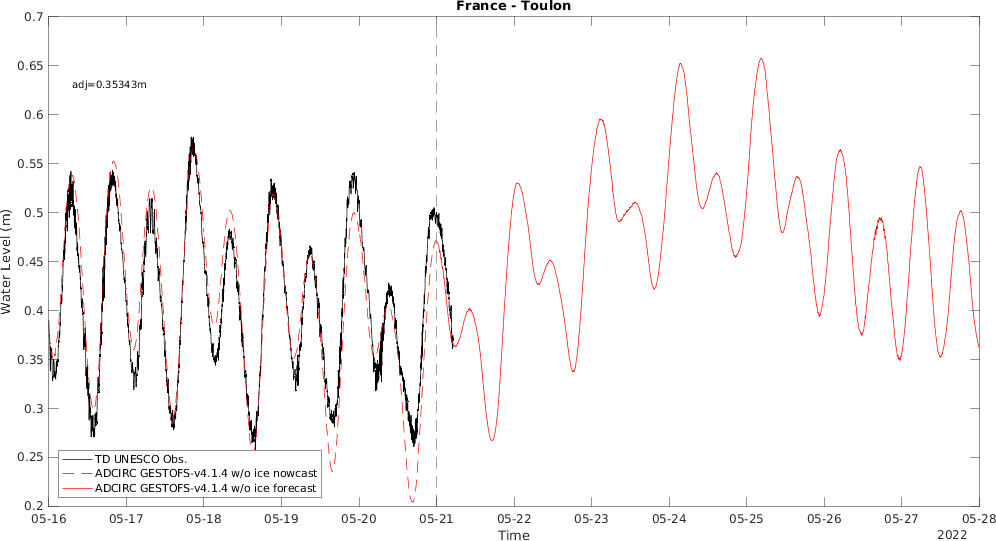 France - Toulon
0.7
0.65
0.6
0.55
0.5
0.45
0.4
0.35
0.3
0.25
0.2
Water Level (m)
adj=0.35343m
TD UNESCO Obs.
ADCIRC GESTOFS-v4.1.4 w/o ice nowcast
ADCIRC GESTOFS-v4.1.4 w/o ice forecast
05-16 05-17 05-18 05-19 05-20 05-21 05-22 05-23 05-24 05-25 05-26 05-27 05-28
Time
2022